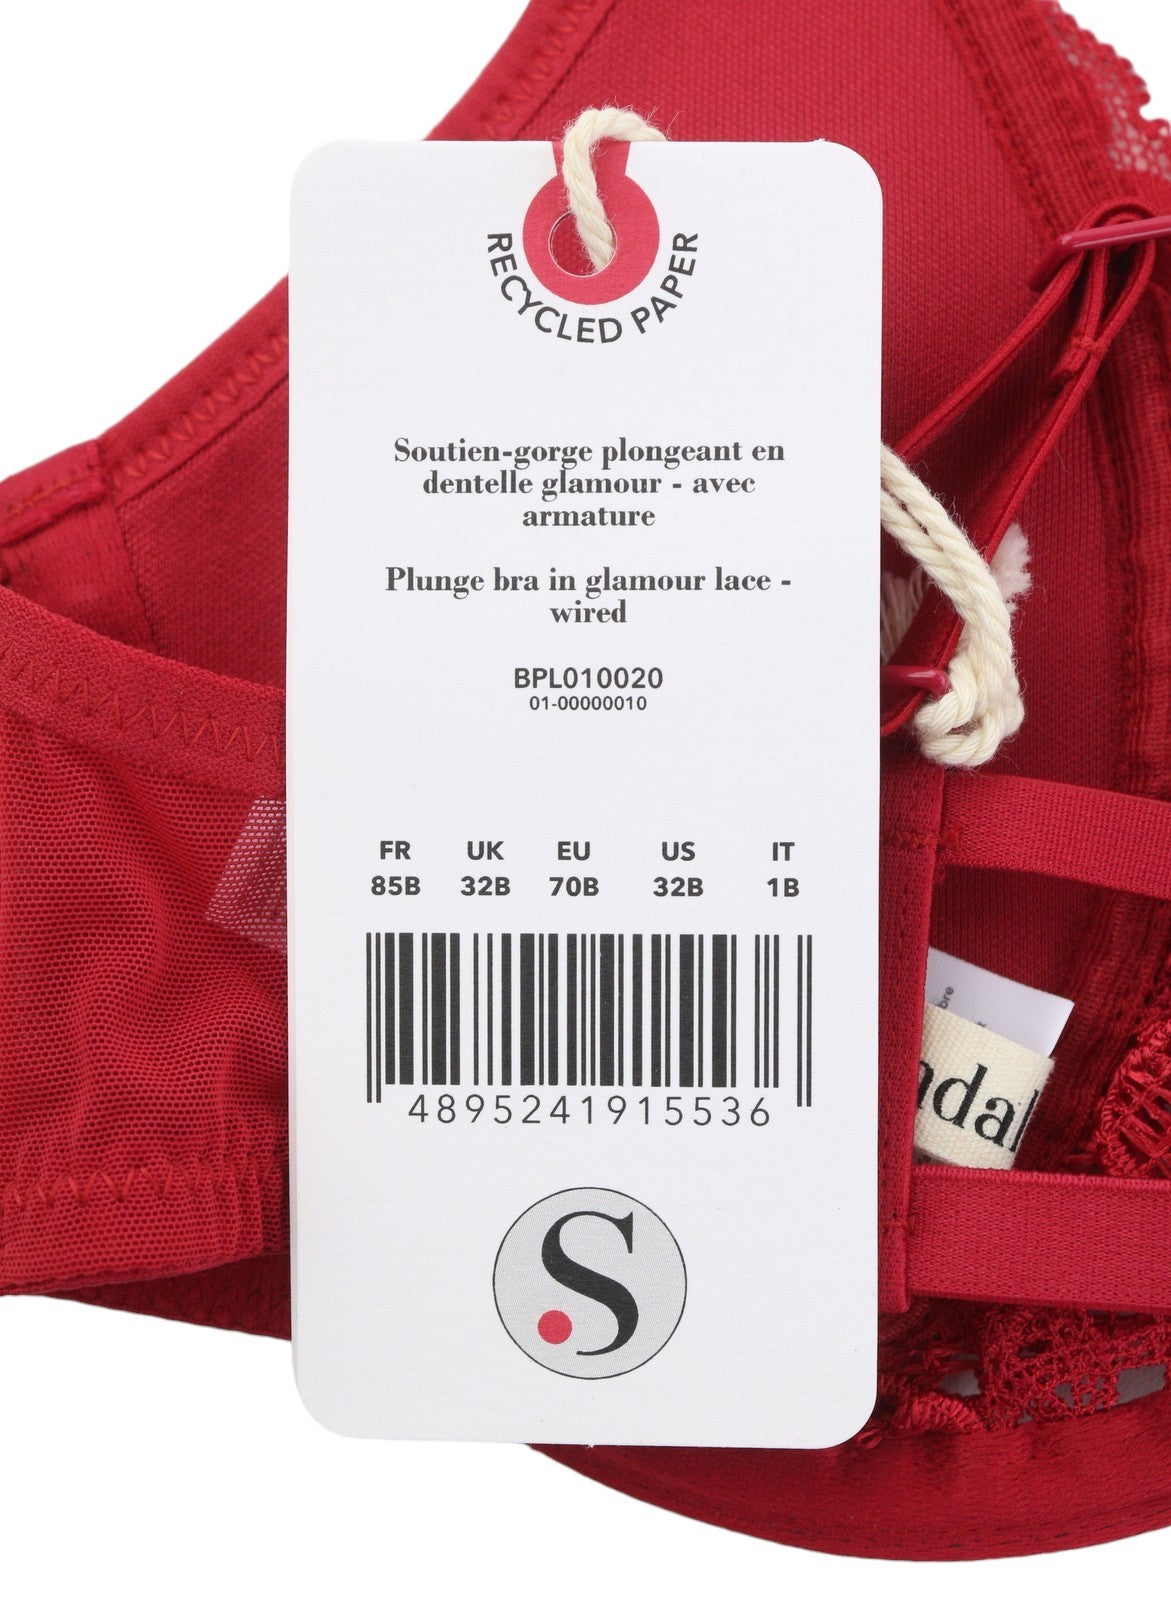 RECYCLED PAPER
Soutien-gorge plongeant en
dentelle glamour - avec
armature
Plunge bra in glamour lace -
wired
BPL010020
01-00000010
FR UK EU US IT
85B 32B 70B 32B 1B
4895241915536
S